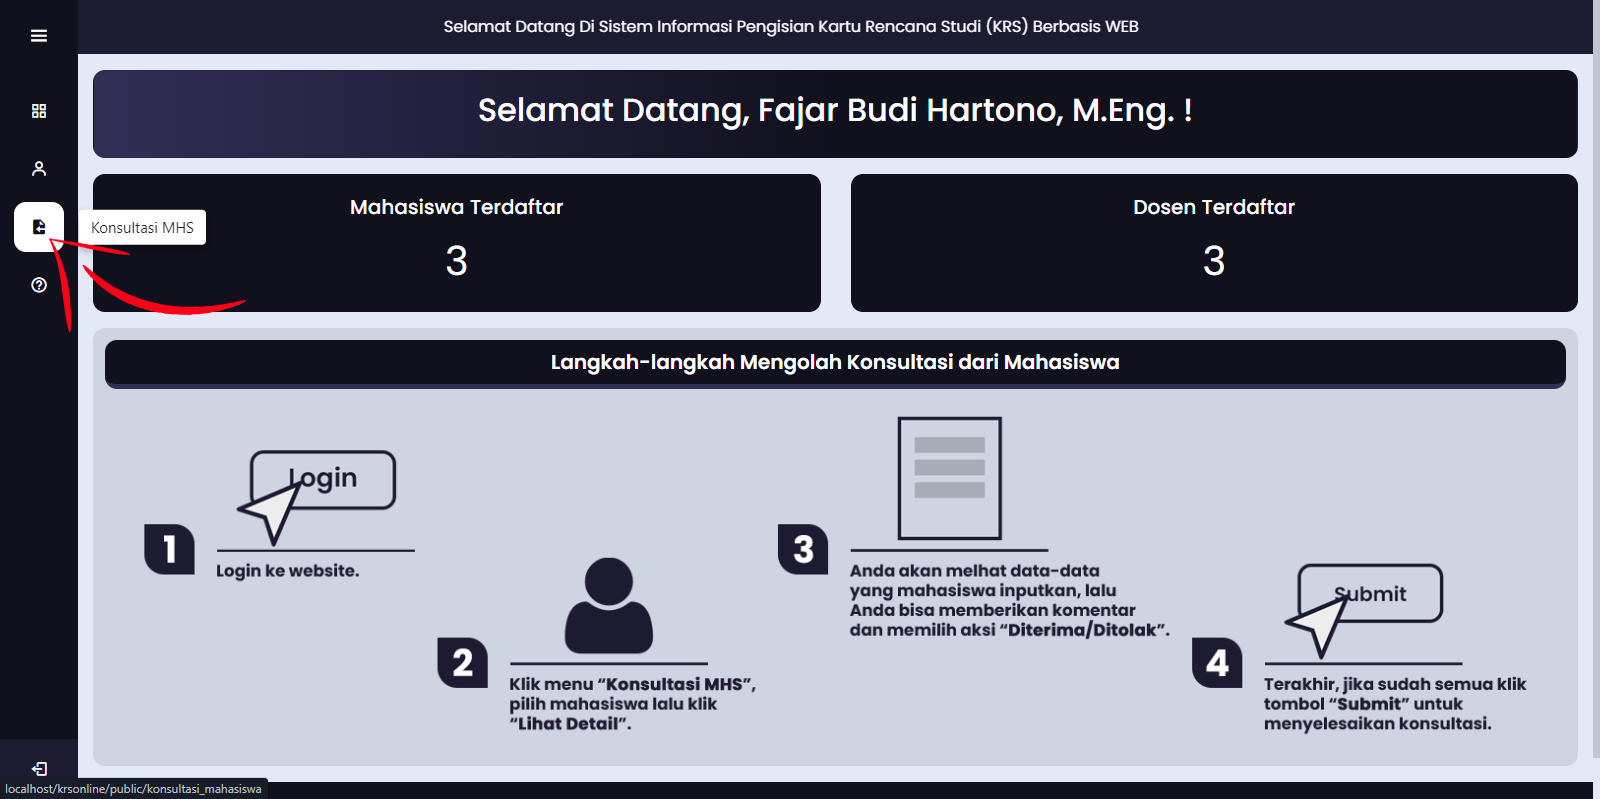 Selamat Datang Di Sistem Informasi Pengisian Kartu Rencana Studi (KRS) Berbasis WEB
Selamat Datang, Fajar Budi Hartono, M.Eng. !
Konsultasi MHS
Mahasiswa Terdaftar
3
Dosen Terdaftar
3
Langkah-langkah Mengolah Konsultasi dari Mahasiswa
Login
1
Login ke website.
2
Klik menu “Konsultasi MHS”,
pilih mahasiswa lalu klik
“Lihat Detail”.
3
Anda akan melhat data-data
yang mahasiswa inputkan, lalu
Anda bisa memberikan komentar
dan memilih aksi “Diterima/Ditolak”.
Submit
4
Terakhir, jika sudah semua klik
tombol “Submit” untuk
menyelesaikan konsultasi.
localhost/krsonline/public/konsultasi_mahasiswa